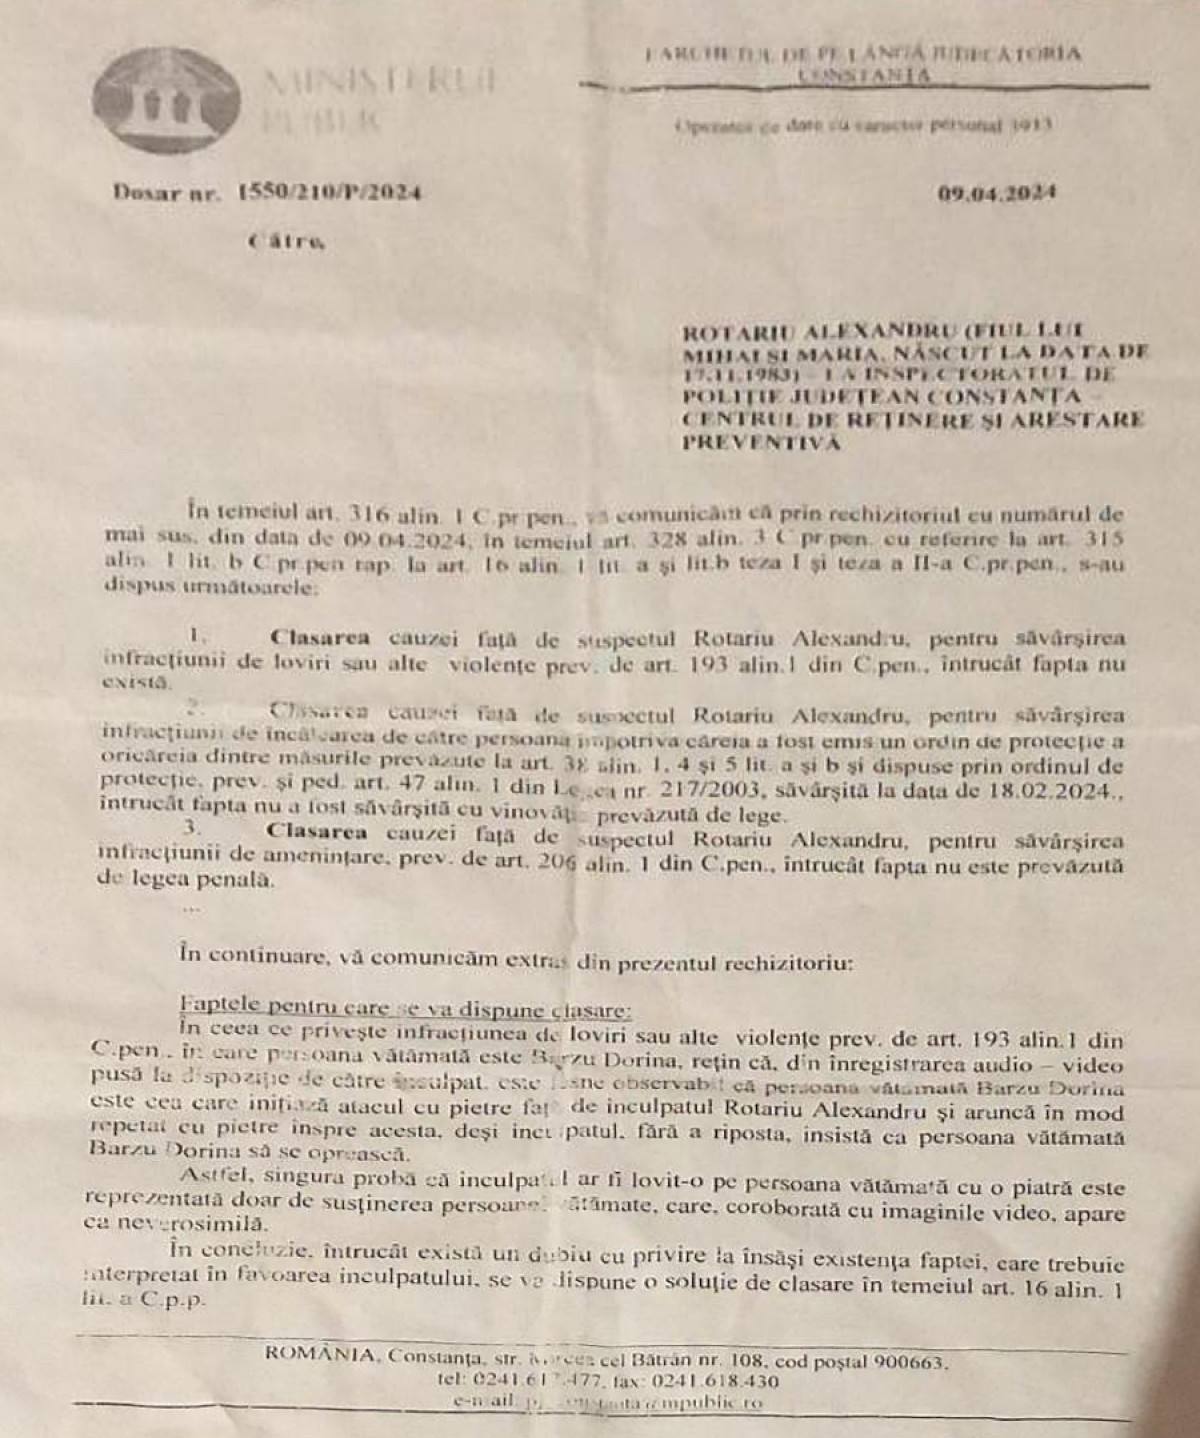 MINISTERUL
PUBLIC
PARCHETUL DE PE LÂNGĂ JUDECĂTORIA
CONSTANȚA
Operator de date cu caracter personal 3913
Dosar nr. 1550/210/P/2024
09.04.2024
Către,
ROTARIU ALEXANDRU (FIUL LUI
MIHAI ȘI MARIA, NĂSCUT LA DATA DE
17.11.1983) – LA INSPECTORATUL DE
POLIȚIE JUDEȚEAN CONSTANȚA –
CENTRUL DE REȚINERE ȘI ARESTARE
PREVENTIVĂ
În temeiul art. 316 alin. 1 C.pr.pen., vă comunicăm că prin rechizitoriul cu numărul de
mai sus, din data de 09.04.2024, în temeiul art. 328 alin. 3 C.pr.pen. cu referire la art. 315
alin. 1 lit. b C.pr.pen rap. la art. 16 alin. 1 lit. a și lit.b teza I și teza a II-a C.pr.pen., s-au
dispus următoarele:
1. Clasarea cauzei față de suspectul Rotariu Alexandru, pentru săvârșirea
infracțiunii de loviri sau alte violențe prev. de art. 193 alin.1 din C.pen., întrucât fapta nu
există.
2. Clasarea cauzei față de suspectul Rotariu Alexandru, pentru săvârșirea
infracțiunii de încălcarea de către persoana împotriva căreia a fost emis un ordin de protecție a
oricăreia dintre măsurile prevăzute la art. 38 alin. 1, 4 și 5 lit. a și b și dispuse prin ordinul de
protecție, prev. și ped. art. 47 alin. 1 din Legea nr. 217/2003, săvârșită la data de 18.02.2024.,
întrucât fapta nu a fost săvârșită cu vinovăția prevăzută de lege.
3. Clasarea cauzei față de suspectul Rotariu Alexandru, pentru săvârșirea
infracțiunii de amenințare, prev. de art. 206 alin. 1 din C.pen., întrucât fapta nu este prevăzută
de legea penală.
...
În continuare, vă comunicăm extras din prezentul rechizitoriu:
Faptele pentru care se va dispune clasare:
În ceea ce privește infracțiunea de loviri sau alte violențe prev. de art. 193 alin.1 din
C.pen., în care persoana vătămată este Barzu Dorina, rețin că, din înregistrarea audio – video
pusă la dispoziție de către inculpat, este lesne observabil că persoana vătămată Barzu Dorina
este cea care inițiază atacul cu pietre față de inculpatul Rotariu Alexandru și aruncă în mod
repetat cu pietre înspre acesta, deși inculpatul, fără a riposta, insistă ca persoana vătămată
Barzu Dorina să se oprească.
Astfel, singura probă că inculpatul ar fi lovit-o pe persoana vătămată cu o piatră este
reprezentată doar de susținerea persoanei vătămate, care, coroborată cu imaginile video, apare
ca neverosimilă.
În concluzie, întrucât există un dubiu cu privire la însăși existența faptei, care trebuie
interpretat în favoarea inculpatului, se va dispune o soluție de clasare în temeiul art. 16 alin. 1
lit. a C.p.p.
ROMÂNIA, Constanța, str. Mircea cel Bătrân nr. 108, cod poștal 900663,
tel: 0241.617.477, fax: 0241.618.430
e-mail: